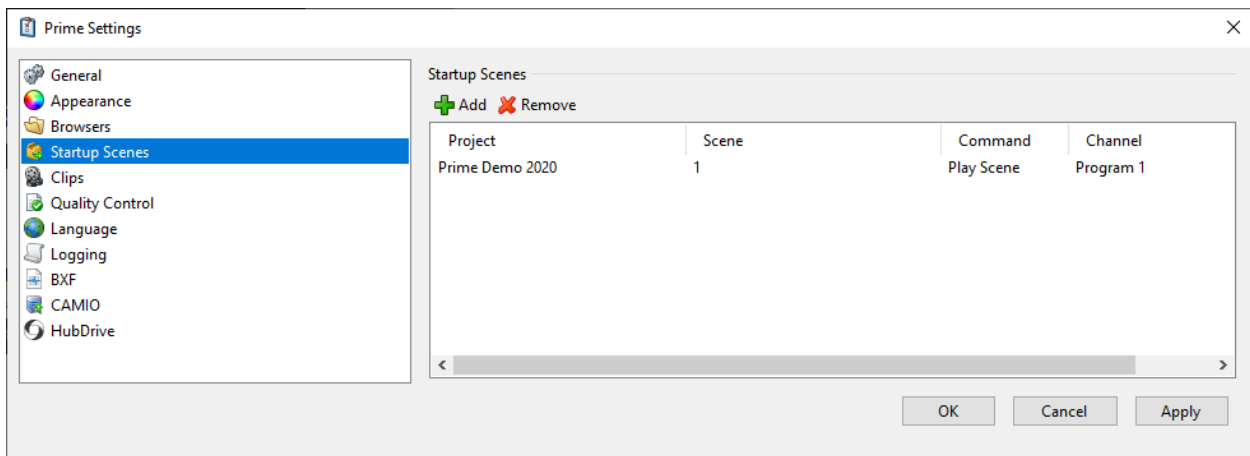 Prime Settings
General
Appearance
Browsers
Startup Scenes
Clips
Quality Control
Language
Logging
BXF
CAMIO
HubDrive
Startup Scenes
Add Remove
Project Scene Command Channel
Prime Demo 2020 1 Play Scene Program 1
OK Cancel Apply